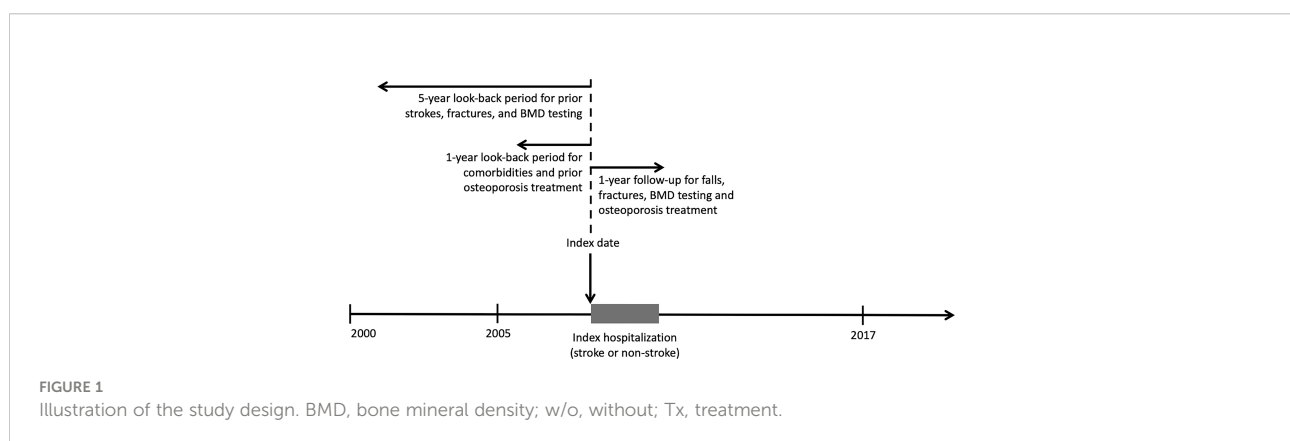 5-year look-back period for prior
strokes, fractures, and BMD testing
1-year look-back period for
comorbidities and prior
osteoporosis treatment
1-year follow-up for falls,
fractures, BMD testing and
osteoporosis treatment
Index date
2000
2005
Index hospitalization
(stroke or non-stroke)
2017
FIGURE 1
Illustration of the study design. BMD, bone mineral density; w/o, without; Tx, treatment.